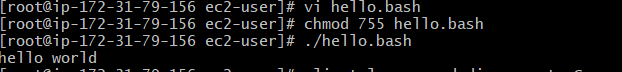 [root@ip-172-31-79-156 ec2-user]# vi hello.bash
[root@ip-172-31-79-156 ec2-user]# chmod 755 hello.bash
[root@ip-172-31-79-156 ec2-user]# ./hello.bash
hello world